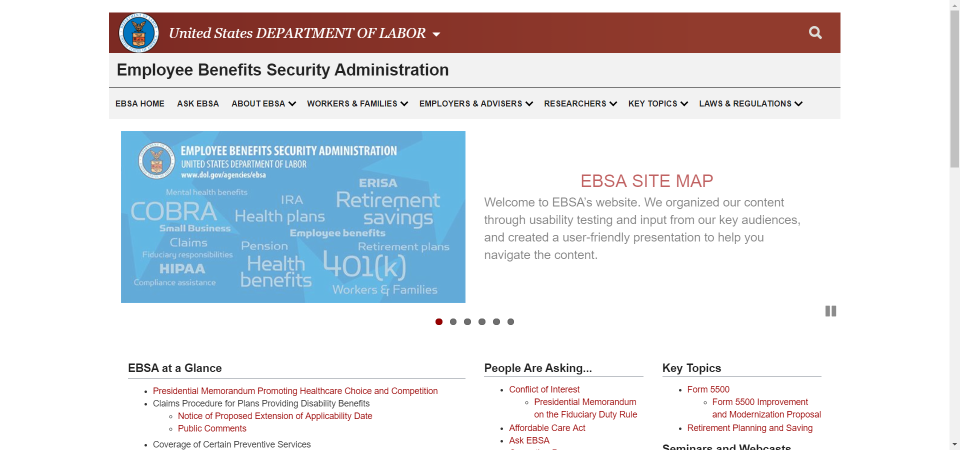 United States DEPARTMENT OF LABOR
Employee Benefits Security Administration
EBSA HOME ASK EBSA ABOUT EBSA WORKERS & FAMILIES EMPLOYERS & ADVISERS RESEARCHERS KEY TOPICS LAWS & REGULATIONS
EMPLOYEE BENEFITS SECURITY ADMINISTRATION
UNITED STATES DEPARTMENT OF LABOR
www.dol.gov/agencies/ebsa
ERISA
Mental health benefits
IRA
Retirement
savings
COBRA
Health plans
Small Business
Employee benefits
Claims
Pension
Retirement plans
Fiduciary responsibilities
401(k)
HIPAA
Health
benefits
Compliance assistance
Workers & Families
EBSA SITE MAP
Welcome to EBSA's website. We organized our content
through usability testing and input from our key audiences,
and created a user-friendly presentation to help you
navigate the content.
EBSA at a Glance
Presidential Memorandum Promoting Healthcare Choice and Competition
Claims Procedure for Plans Providing Disability Benefits
Notice of Proposed Extension of Applicability Date
Public Comments
Coverage of Certain Preventive Services
People Are Asking...
Conflict of Interest
Presidential Memorandum
on the Fiduciary Duty Rule
Affordable Care Act
Ask EBSA
Key Topics
Form 5500
Form 5500 Improvement
and Modernization Proposal
Retirement Planning and Saving
Seminars and Webcasts